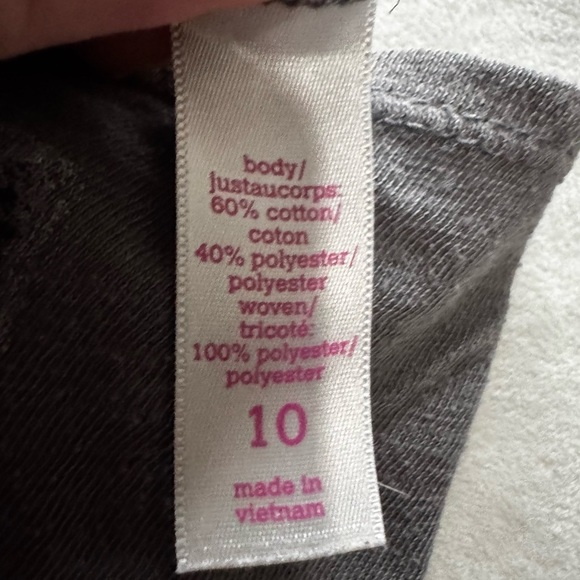 body/
justaucorps:
60% cotton/
coton
40% polyester/
polyester
woven/
tricoté:
100% polyester/
polyester
10
made in
vietnam